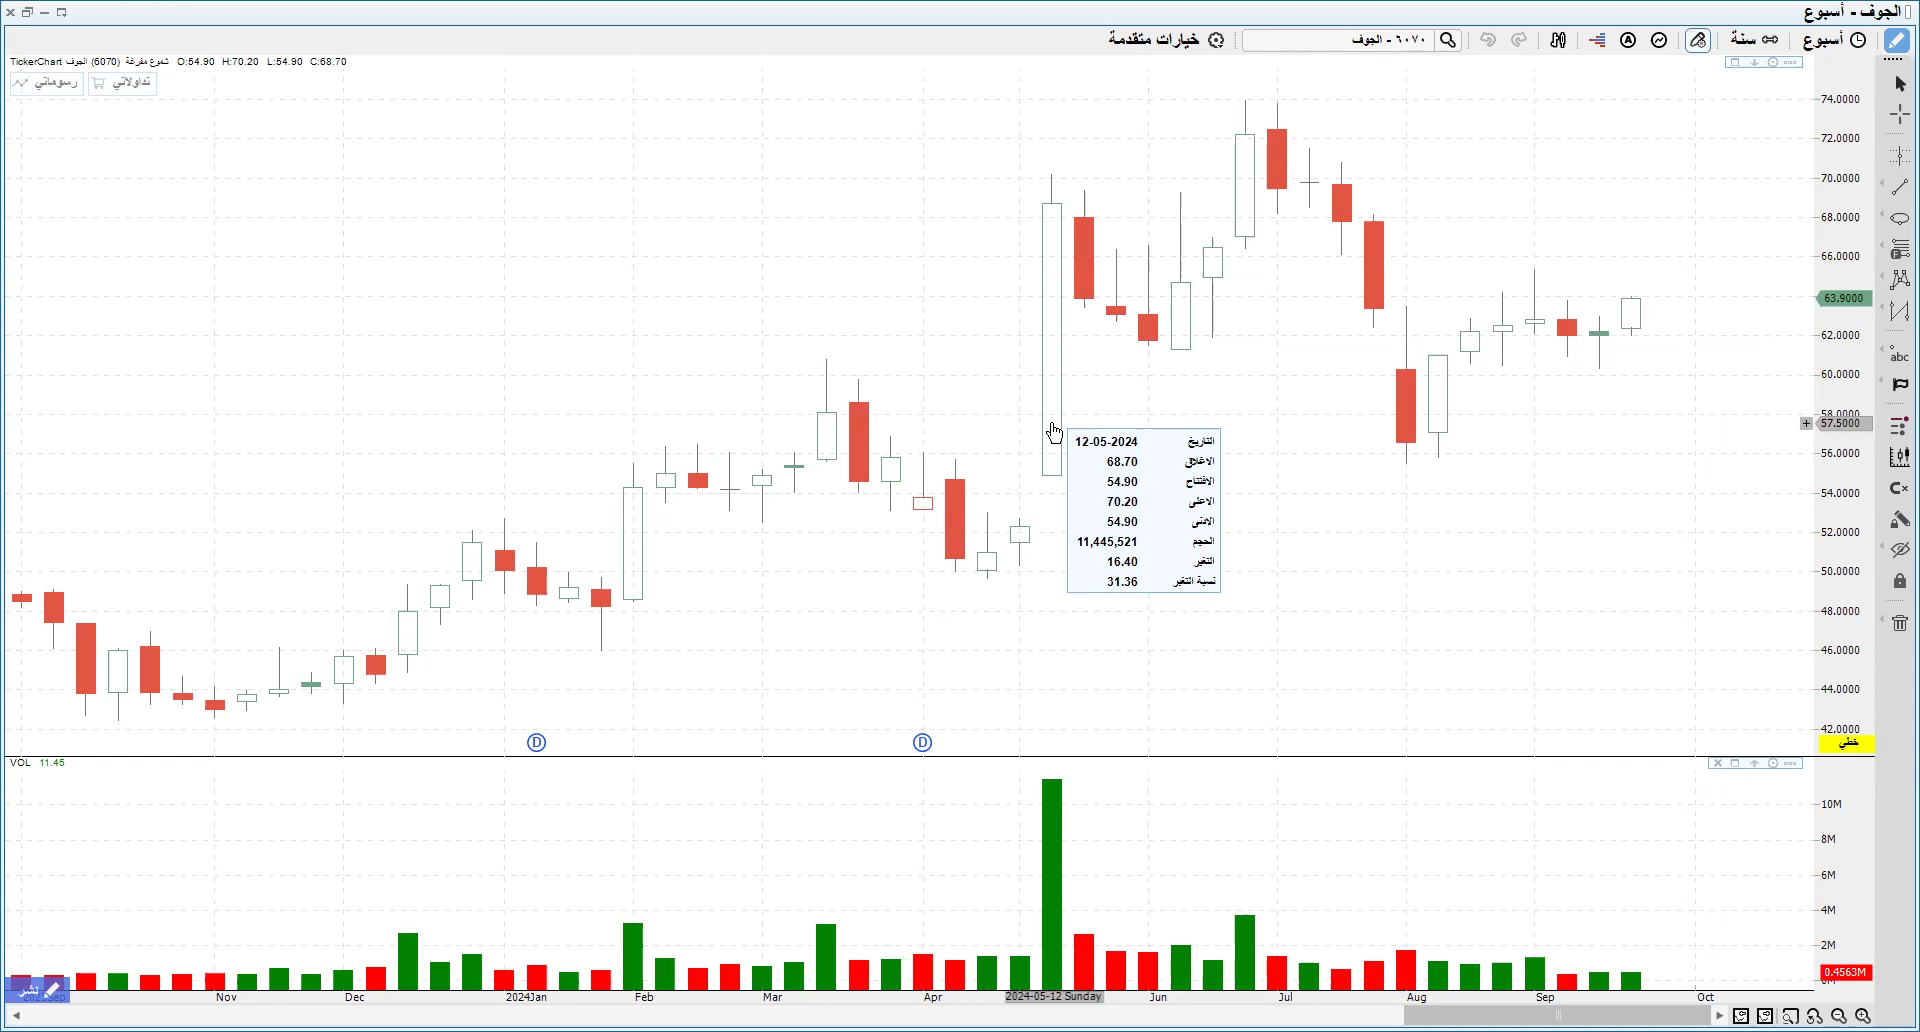 الجوف - أسبوع
أسبوع
سنة
٦٠٧٠ - الجوف
خيارات متقدمة
TickerChart الجوف (6070) شموع مفرغة O:54.90 H:70.20 L:54.90 C:68.70
رسوماتي
تداولاتي
74.0000
72.0000
70.0000
68.0000
66.0000
63.9000
62.0000
60.0000
58.0000
57.5000
56.0000
54.0000
52.0000
50.0000
48.0000
46.0000
44.0000
42.0000
خطي
التاريخ 12-05-2024
الاغلاق 68.70
الافتتاح 54.90
الاعلى 70.20
الادنى 54.90
الحجم 11,445,521
التغير 16.40
نسبة التغير 31.36
D
D
abc
VOL 11.45
10M
8M
6M
4M
2M
0.4563M
نشر
Nov Dec 2024Jan Feb Mar Apr 2024-05-12 Sunday Jun Jul Aug Sep Oct